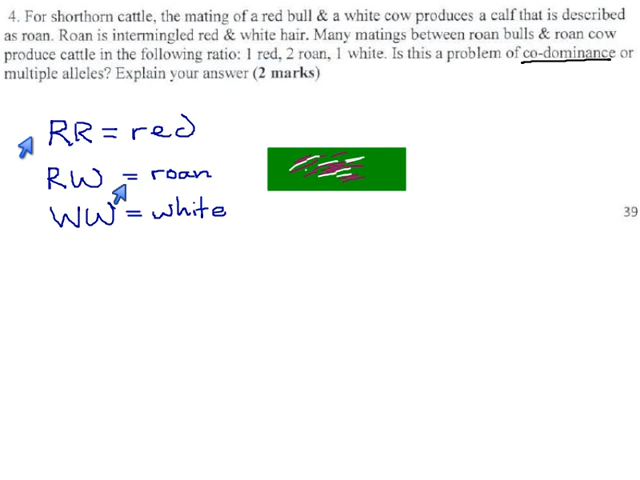 4. For shorthorn cattle, the mating of a red bull & a white cow produces a calf that is described
as roan. Roan is intermingled red & white hair. Many matings between roan bulls & roan cow
produce cattle in the following ratio: 1 red, 2 roan, 1 white. Is this a problem of co-dominance or
multiple alleles? Explain your answer (2 marks)
RR = red
RW = roan
WW = white
39